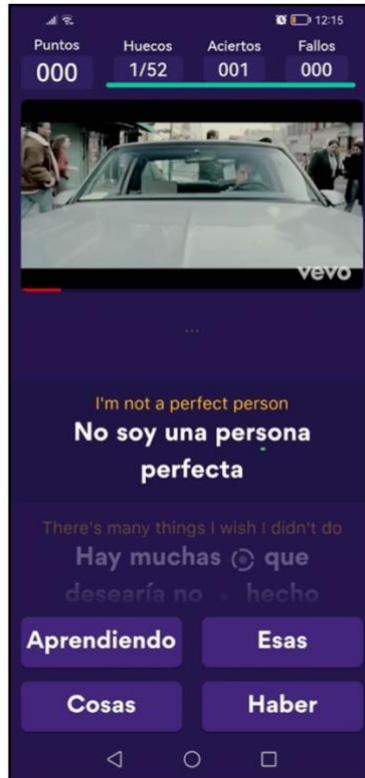 12:15
Puntos Huecos Aciertos Fallos
000 1/52 001 000
vevo
...
I'm not a perfect person
No soy una persona
perfecta
There's many things I wish I didn't do
Hay muchas que
desearía no hecho
Aprendiendo Esas
Cosas Haber